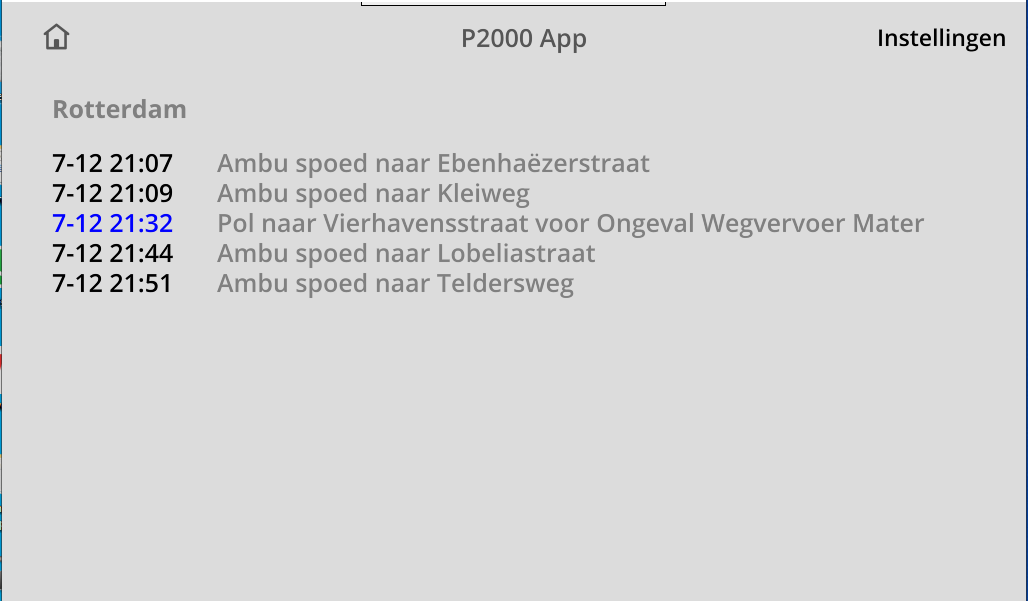 P2000 App
Instellingen
Rotterdam
7-12 21:07 Ambu spoed naar Ebenhaëzerstraat
7-12 21:09 Ambu spoed naar Kleiweg
7-12 21:32 Pol naar Vierhavensstraat voor Ongeval Wegvervoer Mater
7-12 21:44 Ambu spoed naar Lobeliastraat
7-12 21:51 Ambu spoed naar Teldersweg